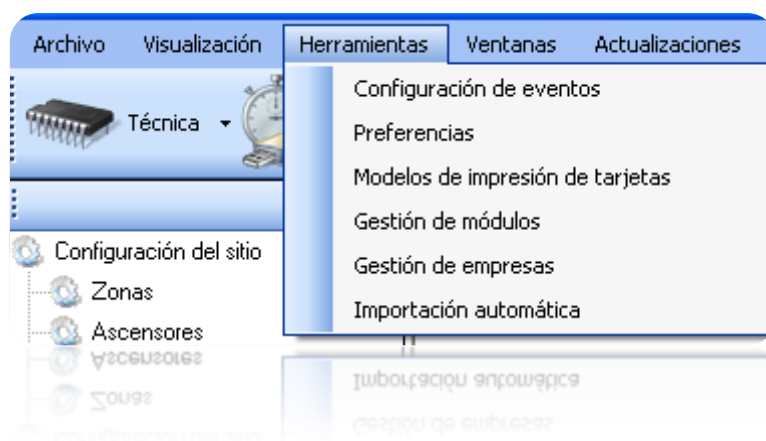 Archivo Visualización Herramientas Ventanas Actualizaciones
Técnica
Configuración de eventos
Preferencias
Modelos de impresión de tarjetas
Gestión de módulos
Gestión de empresas
Importación automática
Configuración del sitio
Zonas
Ascensores